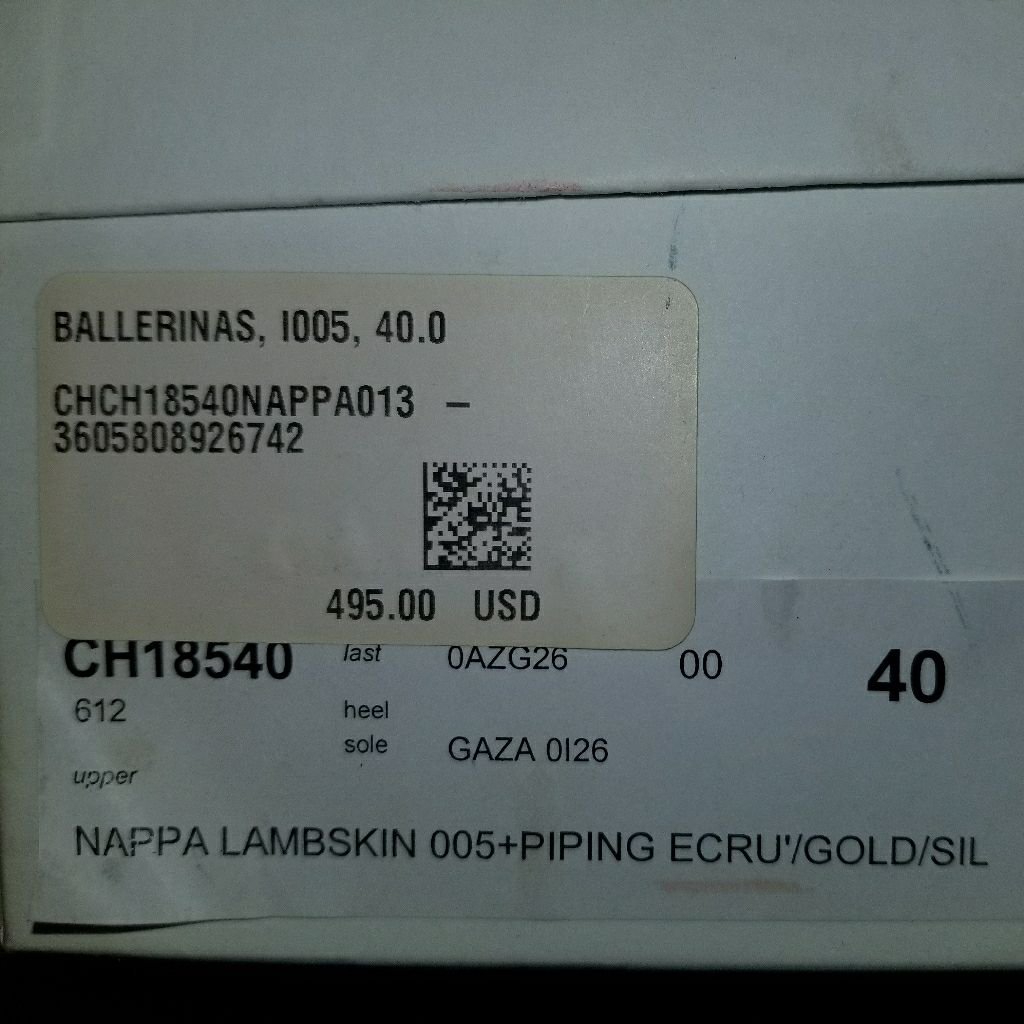 BALLERINAS, I005, 40.0
CHCH18540NAPPA013 –
3605808926742
495.00 USD
CH18540 last 0AZG26 00 40
612 heel
sole GAZA 0I26
upper
NAPPA LAMBSKIN 005+PIPING ECRU'/GOLD/SIL